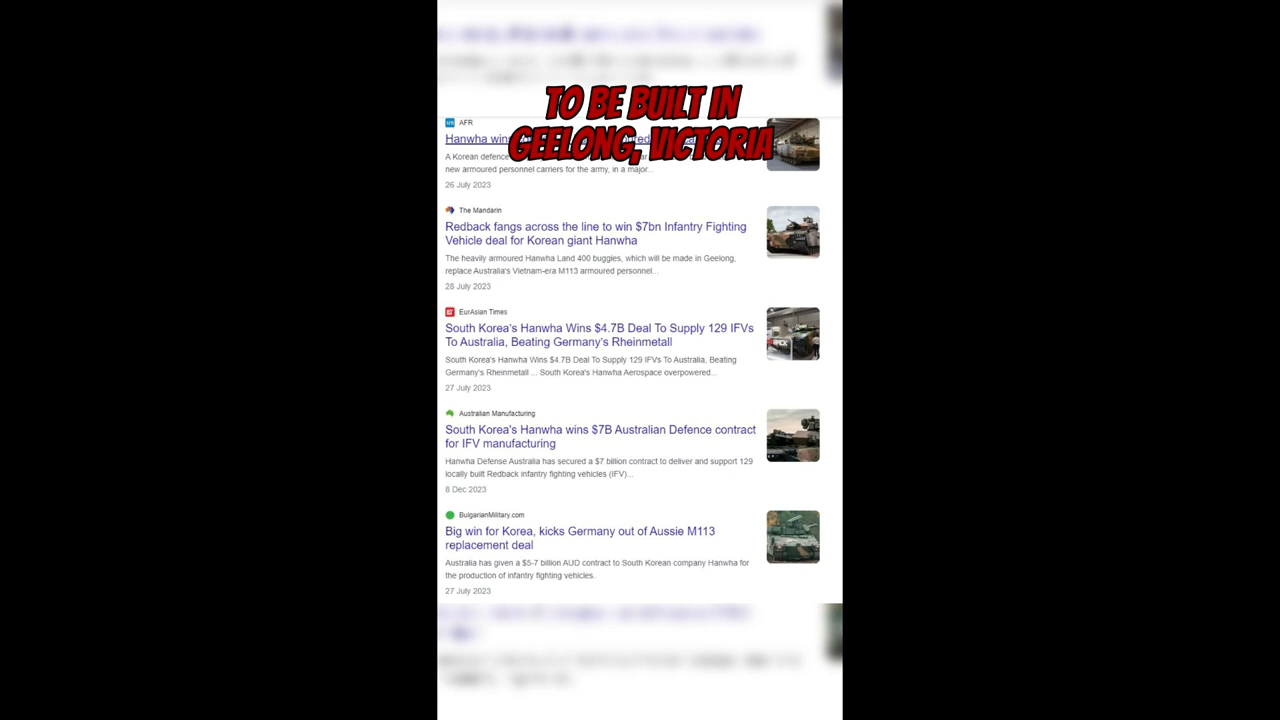 TO BE BUILT IN
GEELONG, VICTORIA
AFR
Hanwha wins
A Korean defence
new armoured personnel carriers for the army, in a major...
26 July 2023
The Mandarin
Redback fangs across the line to win $7bn Infantry Fighting
Vehicle deal for Korean giant Hanwha
The heavily armoured Hanwha Land 400 buggies, which will be made in Geelong,
replace Australia's Vietnam-era M113 armoured personnel...
28 July 2023
EurAsian Times
South Korea's Hanwha Wins $4.7B Deal To Supply 129 IFVs
To Australia, Beating Germany's Rheinmetall
South Korea's Hanwha Wins $4.7B Deal To Supply 129 IFVs To Australia, Beating
Germany's Rheinmetall ... South Korea's Hanwha Aerospace overpowered...
27 July 2023
Australian Manufacturing
South Korea's Hanwha wins $7B Australian Defence contract
for IFV manufacturing
Hanwha Defense Australia has secured a $7 billion contract to deliver and support 129
locally built Redback infantry fighting vehicles (IFV)...
8 Dec 2023
BulgarianMilitary.com
Big win for Korea, kicks Germany out of Aussie M113
replacement deal
Australia has given a $5-7 billion AUD contract to South Korean company Hanwha for
the production of infantry fighting vehicles.
27 July 2023